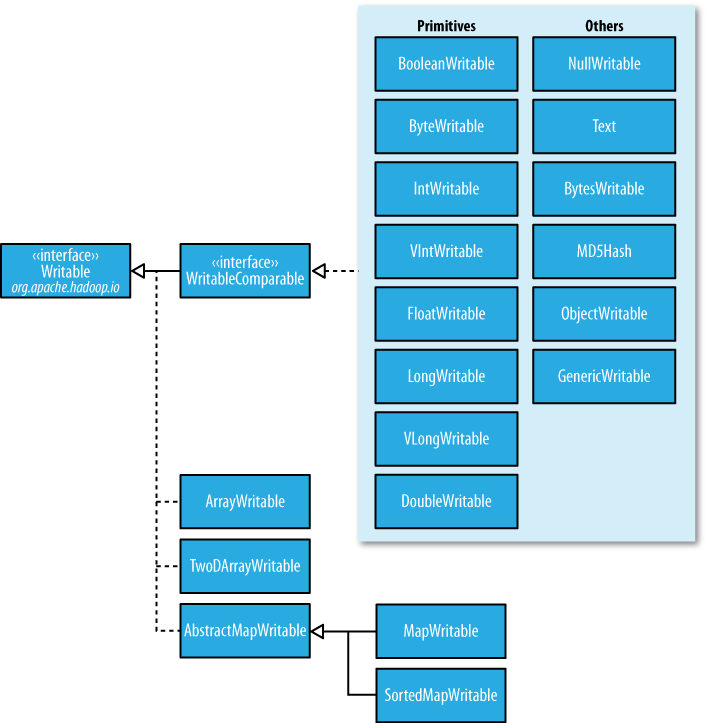 Primitives
Others
BooleanWritable
NullWritable
ByteWritable
Text
IntWritable
BytesWritable
‹‹interface››
Writable
org.apache.hadoop.io
‹‹interface››
WritableComparable
VIntWritable
MD5Hash
FloatWritable
ObjectWritable
LongWritable
GenericWritable
VLongWritable
DoubleWritable
ArrayWritable
TwoDArrayWritable
AbstractMapWritable
MapWritable
SortedMapWritable